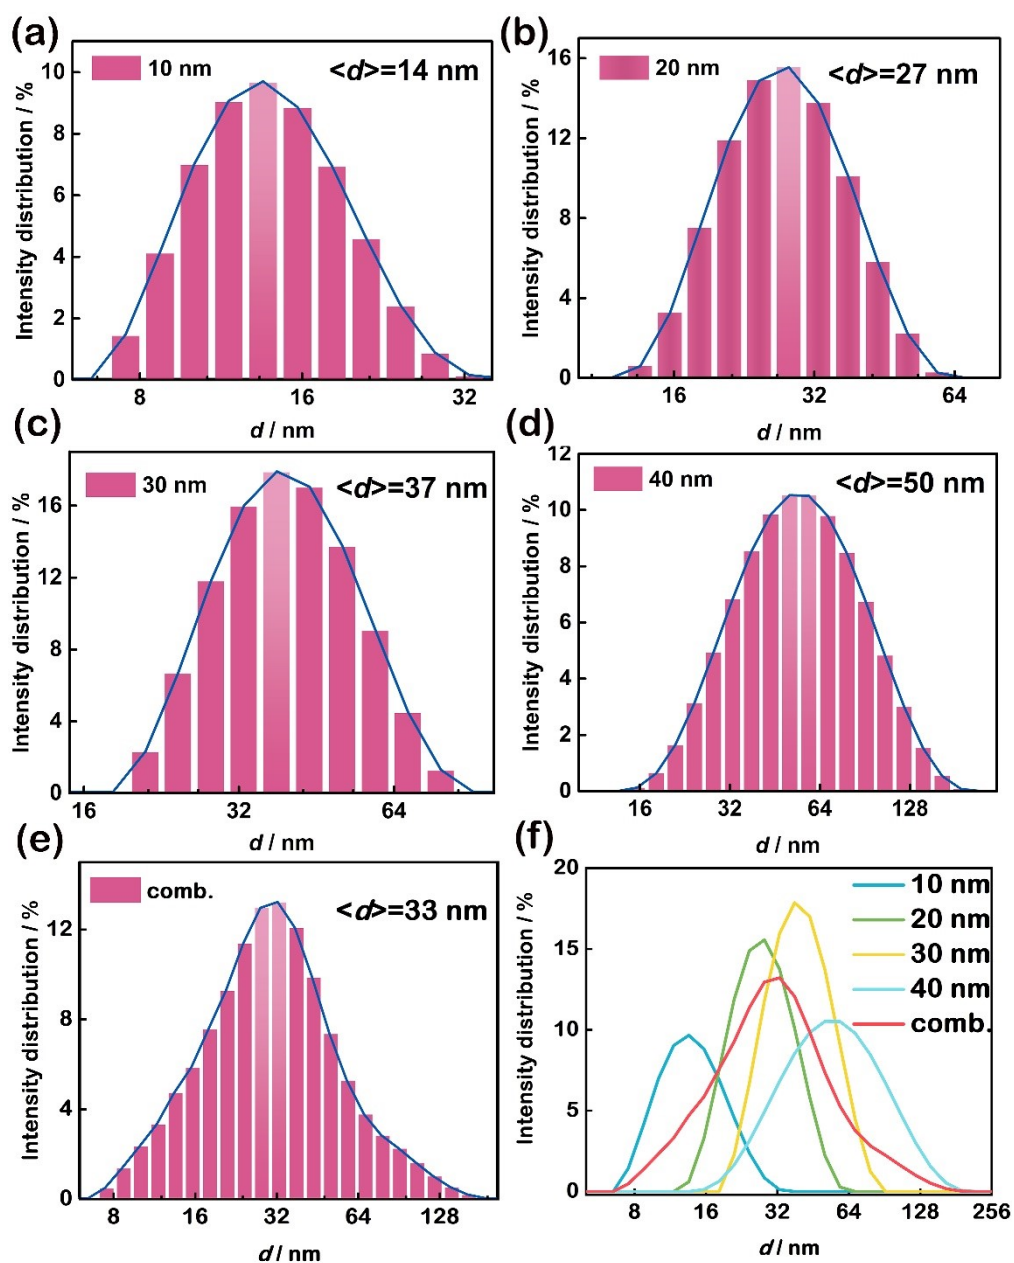 (a)
10 nm
<d>=14 nm
Intensity distribution / %
10
8
6
4
2
0
8 16 32
d / nm
(b)
20 nm
<d>=27 nm
Intensity distribution / %
16
12
8
4
0
16 32 64
d / nm
(c)
30 nm
<d>=37 nm
Intensity distribution / %
16
12
8
4
0
16 32 64
d / nm
(d)
40 nm
<d>=50 nm
Intensity distribution / %
12
10
8
6
4
2
0
16 32 64 128
d / nm
(e)
comb.
<d>=33 nm
Intensity distribution / %
12
8
4
0
8 16 32 64 128
d / nm
(f)
10 nm
20 nm
30 nm
40 nm
comb.
Intensity distribution / %
20
15
10
5
0
8 16 32 64 128 256
d / nm